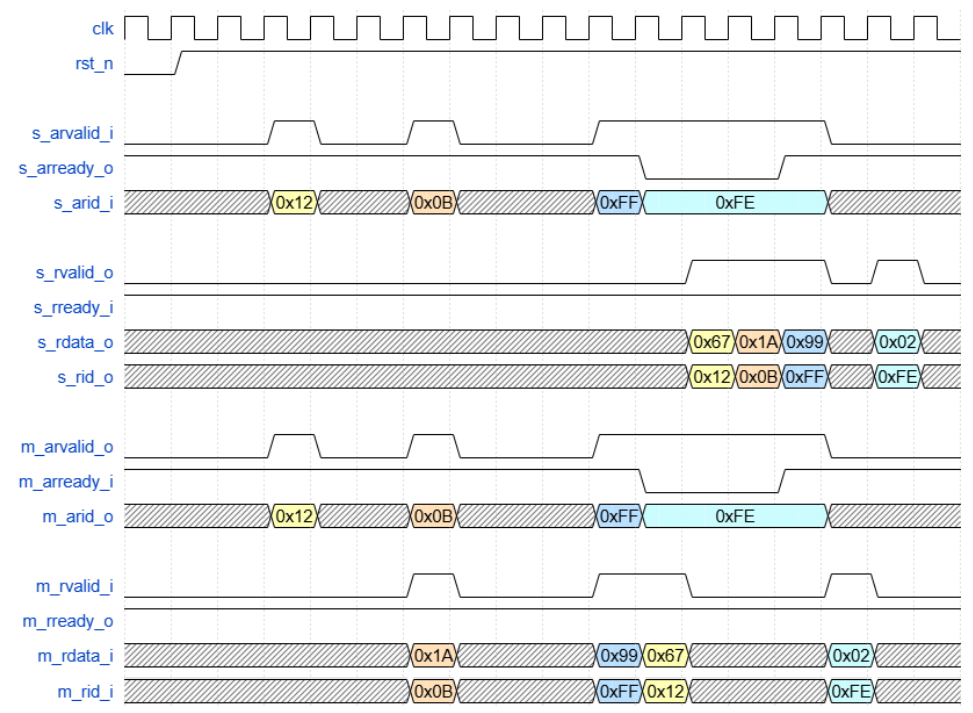 clk
rst_n
s_arvalid_i
s_arready_o
s_arid_i 0x12 0x0B 0xFF 0xFE
s_rvalid_o
s_rready_i
s_rdata_o 0x67 0x1A 0x99 0x02
s_rid_o 0x12 0x0B 0xFF 0xFE
m_arvalid_o
m_arready_i
m_arid_o 0x12 0x0B 0xFF 0xFE
m_rvalid_i
m_rready_o
m_rdata_i 0x1A 0x99 0x67 0x02
m_rid_i 0x0B 0xFF 0x12 0xFE